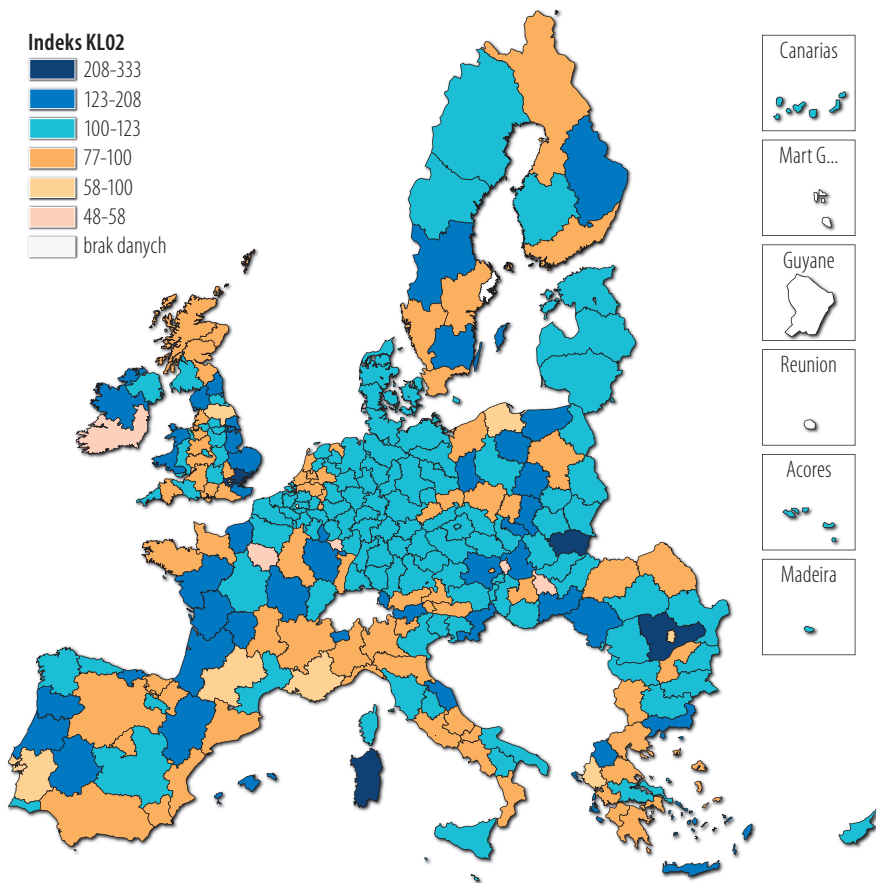 Indeks KL02
208-333
123-208
100-123
77-100
58-100
48-58
brak danych
Canarias
Mart G...
Guyane
Reunion
Acores
Madeira